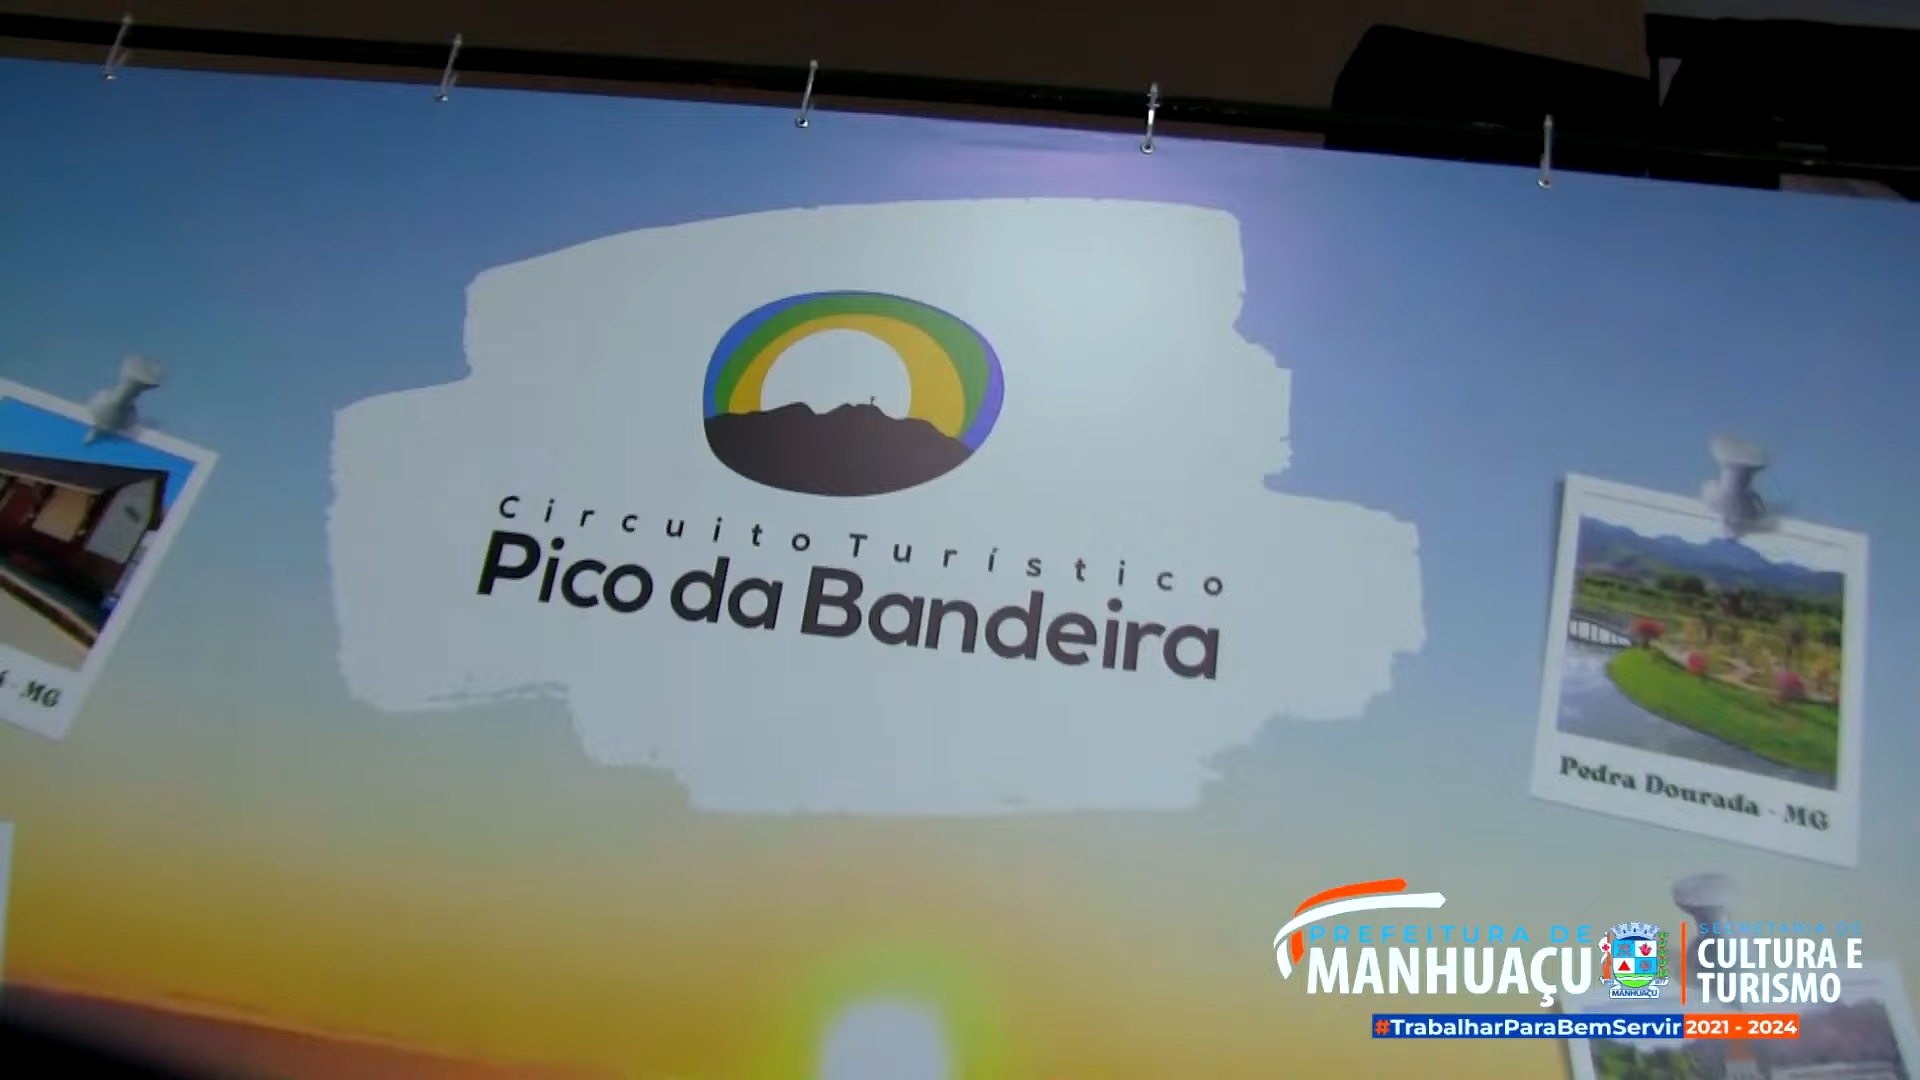 Circuito Turístico
Pico da Bandeira
- MG
Pedra Dourada - MG
PREFEITURA DE
MANHUAÇU
MANHUAÇU
SECRETARIA DE
CULTURA E
TURISMO
#TrabalharParaBemServir 2021 - 2024